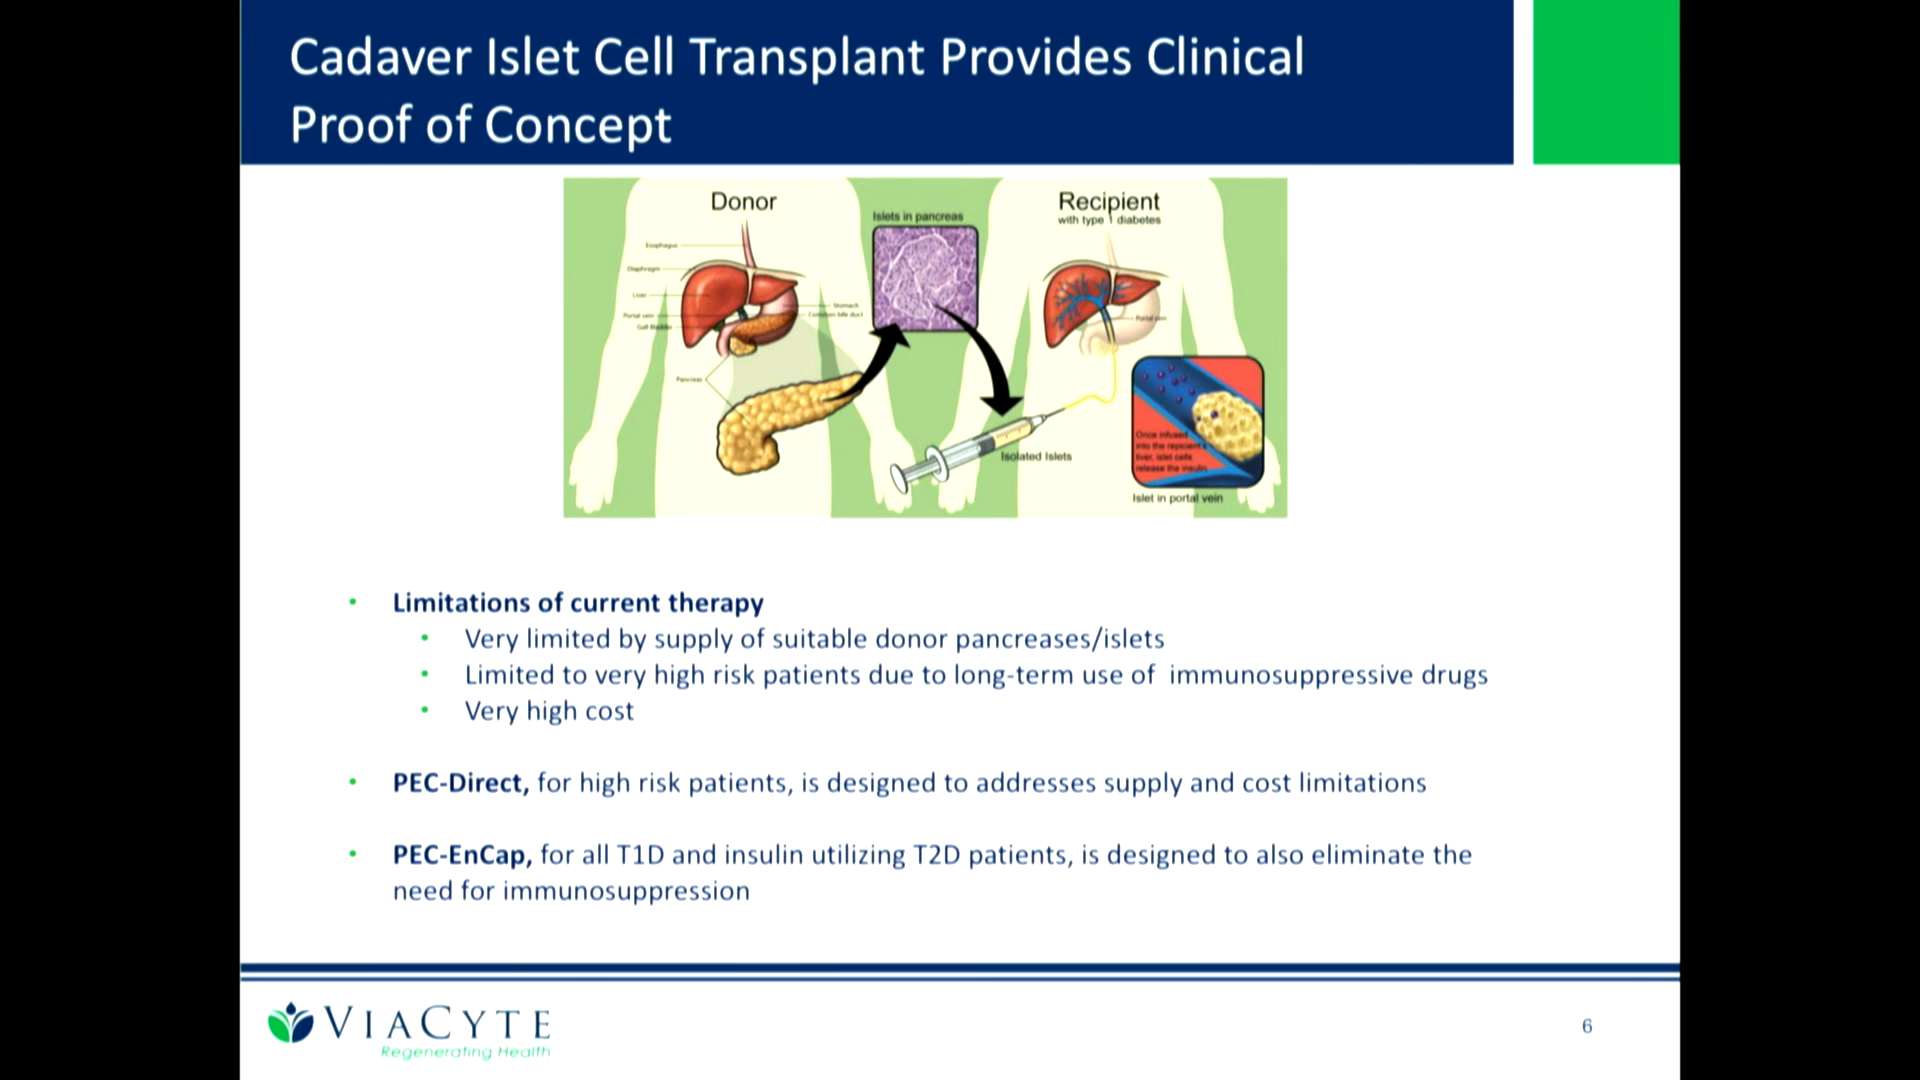 Cadaver Islet Cell Transplant Provides Clinical
Proof of Concept
Donor
Esophagus
Diaphragm
Liver
Portal vein
Gall Bladder
Stomach
Common bile duct
Pancreas
Islets in pancreas
Recipient
with type 1 diabetes
Portal vein
Isolated Islets
Once infused
into the
liver, islet cells
release the insulin
Islet in portal vein
• Limitations of current therapy
• Very limited by supply of suitable donor pancreases/islets
• Limited to very high risk patients due to long-term use of immunosuppressive drugs
• Very high cost
• PEC-Direct, for high risk patients, is designed to addresses supply and cost limitations
• PEC-EnCap, for all T1D and insulin utilizing T2D patients, is designed to also eliminate the
need for immunosuppression
VIACYTE
Regenerating Health
6